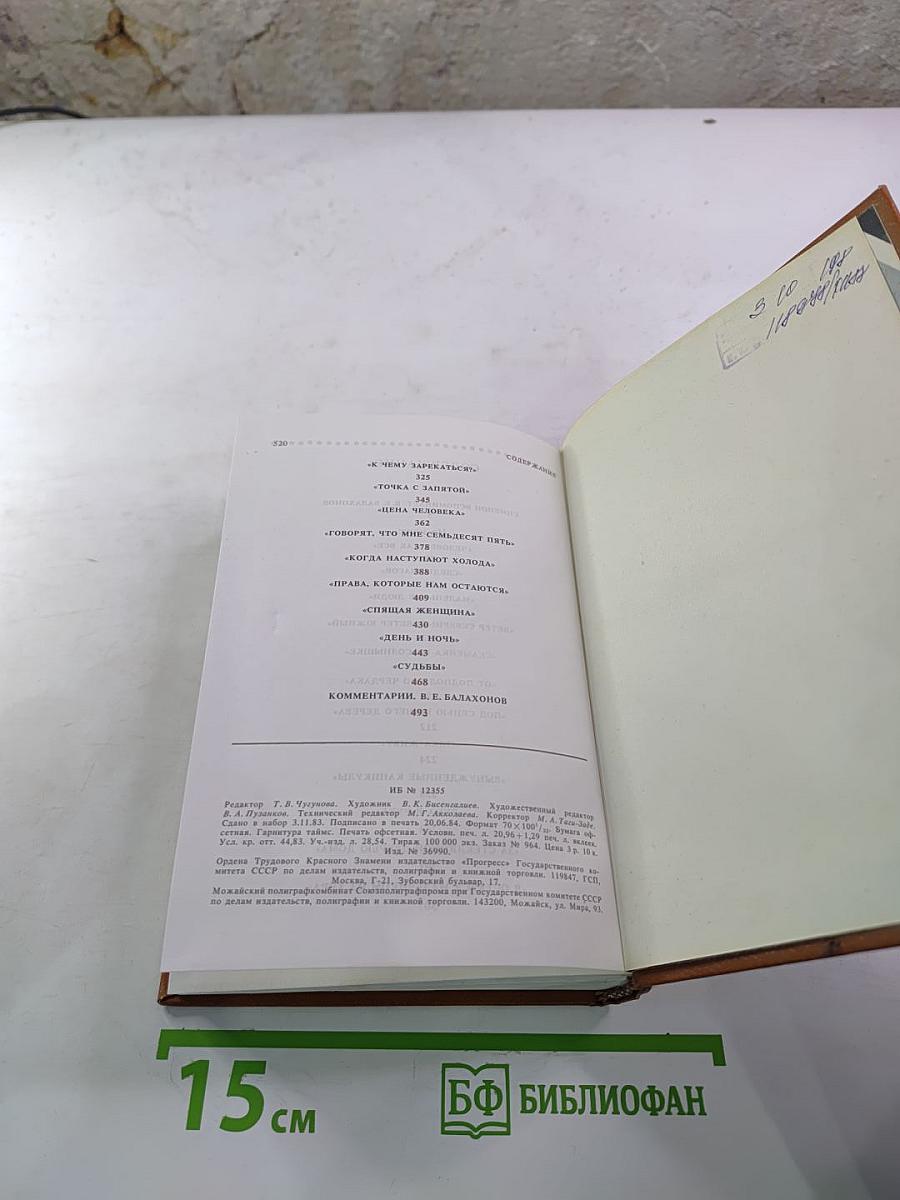 520
СОДЕРЖАНИЕ
«К ЧЕМУ ЗАРЕКАТЬСЯ?»
325
«ТОЧКА С ЗАПЯТОЙ»
345
«ЦЕНА ЧЕЛОВЕКА»
362
«ГОВОРЯТ, ЧТО МНЕ СЕМЬДЕСЯТ ПЯТЬ»
378
«КОГДА НАСТУПАЮТ ХОЛОДА»
388
«ПРАВА, КОТОРЫЕ НАМ ОСТАЮТСЯ»
409
«СПЯЩАЯ ЖЕНЩИНА»
430
«ДЕНЬ И НОЧЬ»
443
«СУДЬБЫ»
468
КОММЕНТАРИИ. В. Е. БАЛАХОНОВ
493
ИБ № 12355
Редактор Т. В. Чугунова. Художник В. К. Бисенгалиев. Художественный редактор
В. А. Пузанков. Технический редактор М. Г. Акколаева. Корректор М. А. Таги-Заде.
Сдано в набор 3.11.83. Подписано в печать 20.06.84. Формат 70×100¹/₃₂. Бумага оф-
сетная. Гарнитура таймс. Печать офсетная. Условн. печ. л. 20,96 + 1,29 печ. л. вклеек.
Усл. кр. отт. 44,83. Уч.-изд. л. 28,54. Тираж 100 000 экз. Заказ № 964. Цена 3 р. 10 к.
Изд. № 36990.
Ордена Трудового Красного Знамени издательство «Прогресс» Государственного ко-
митета СССР по делам издательств, полиграфии и книжной торговли. 119847, ГСП,
Москва, Г-21, Зубовский бульвар, 17.
Можайский полиграфкомбинат Союзполиграфпрома при Государственном комитете СССР
по делам издательств, полиграфии и книжной торговли. 143200, Можайск, ул. Мира, 93.
15 см
БФ БИБЛИОФАН